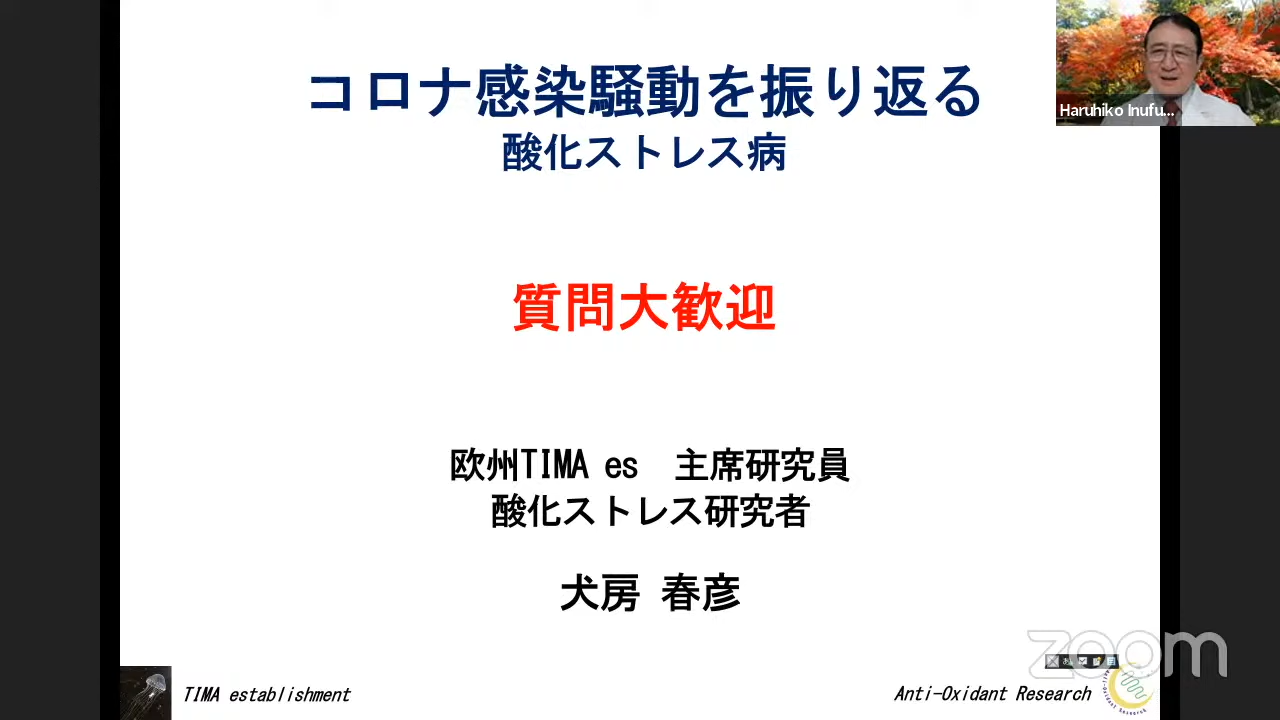 コロナ感染騒動を振り返る
Haruhiko Inufu...
酸化ストレス病
質問大歓迎
欧州TIMA es 主席研究員
酸化ストレス研究者
犬房 春彦
zoom
TIMA establishment
Anti-Oxidant Research